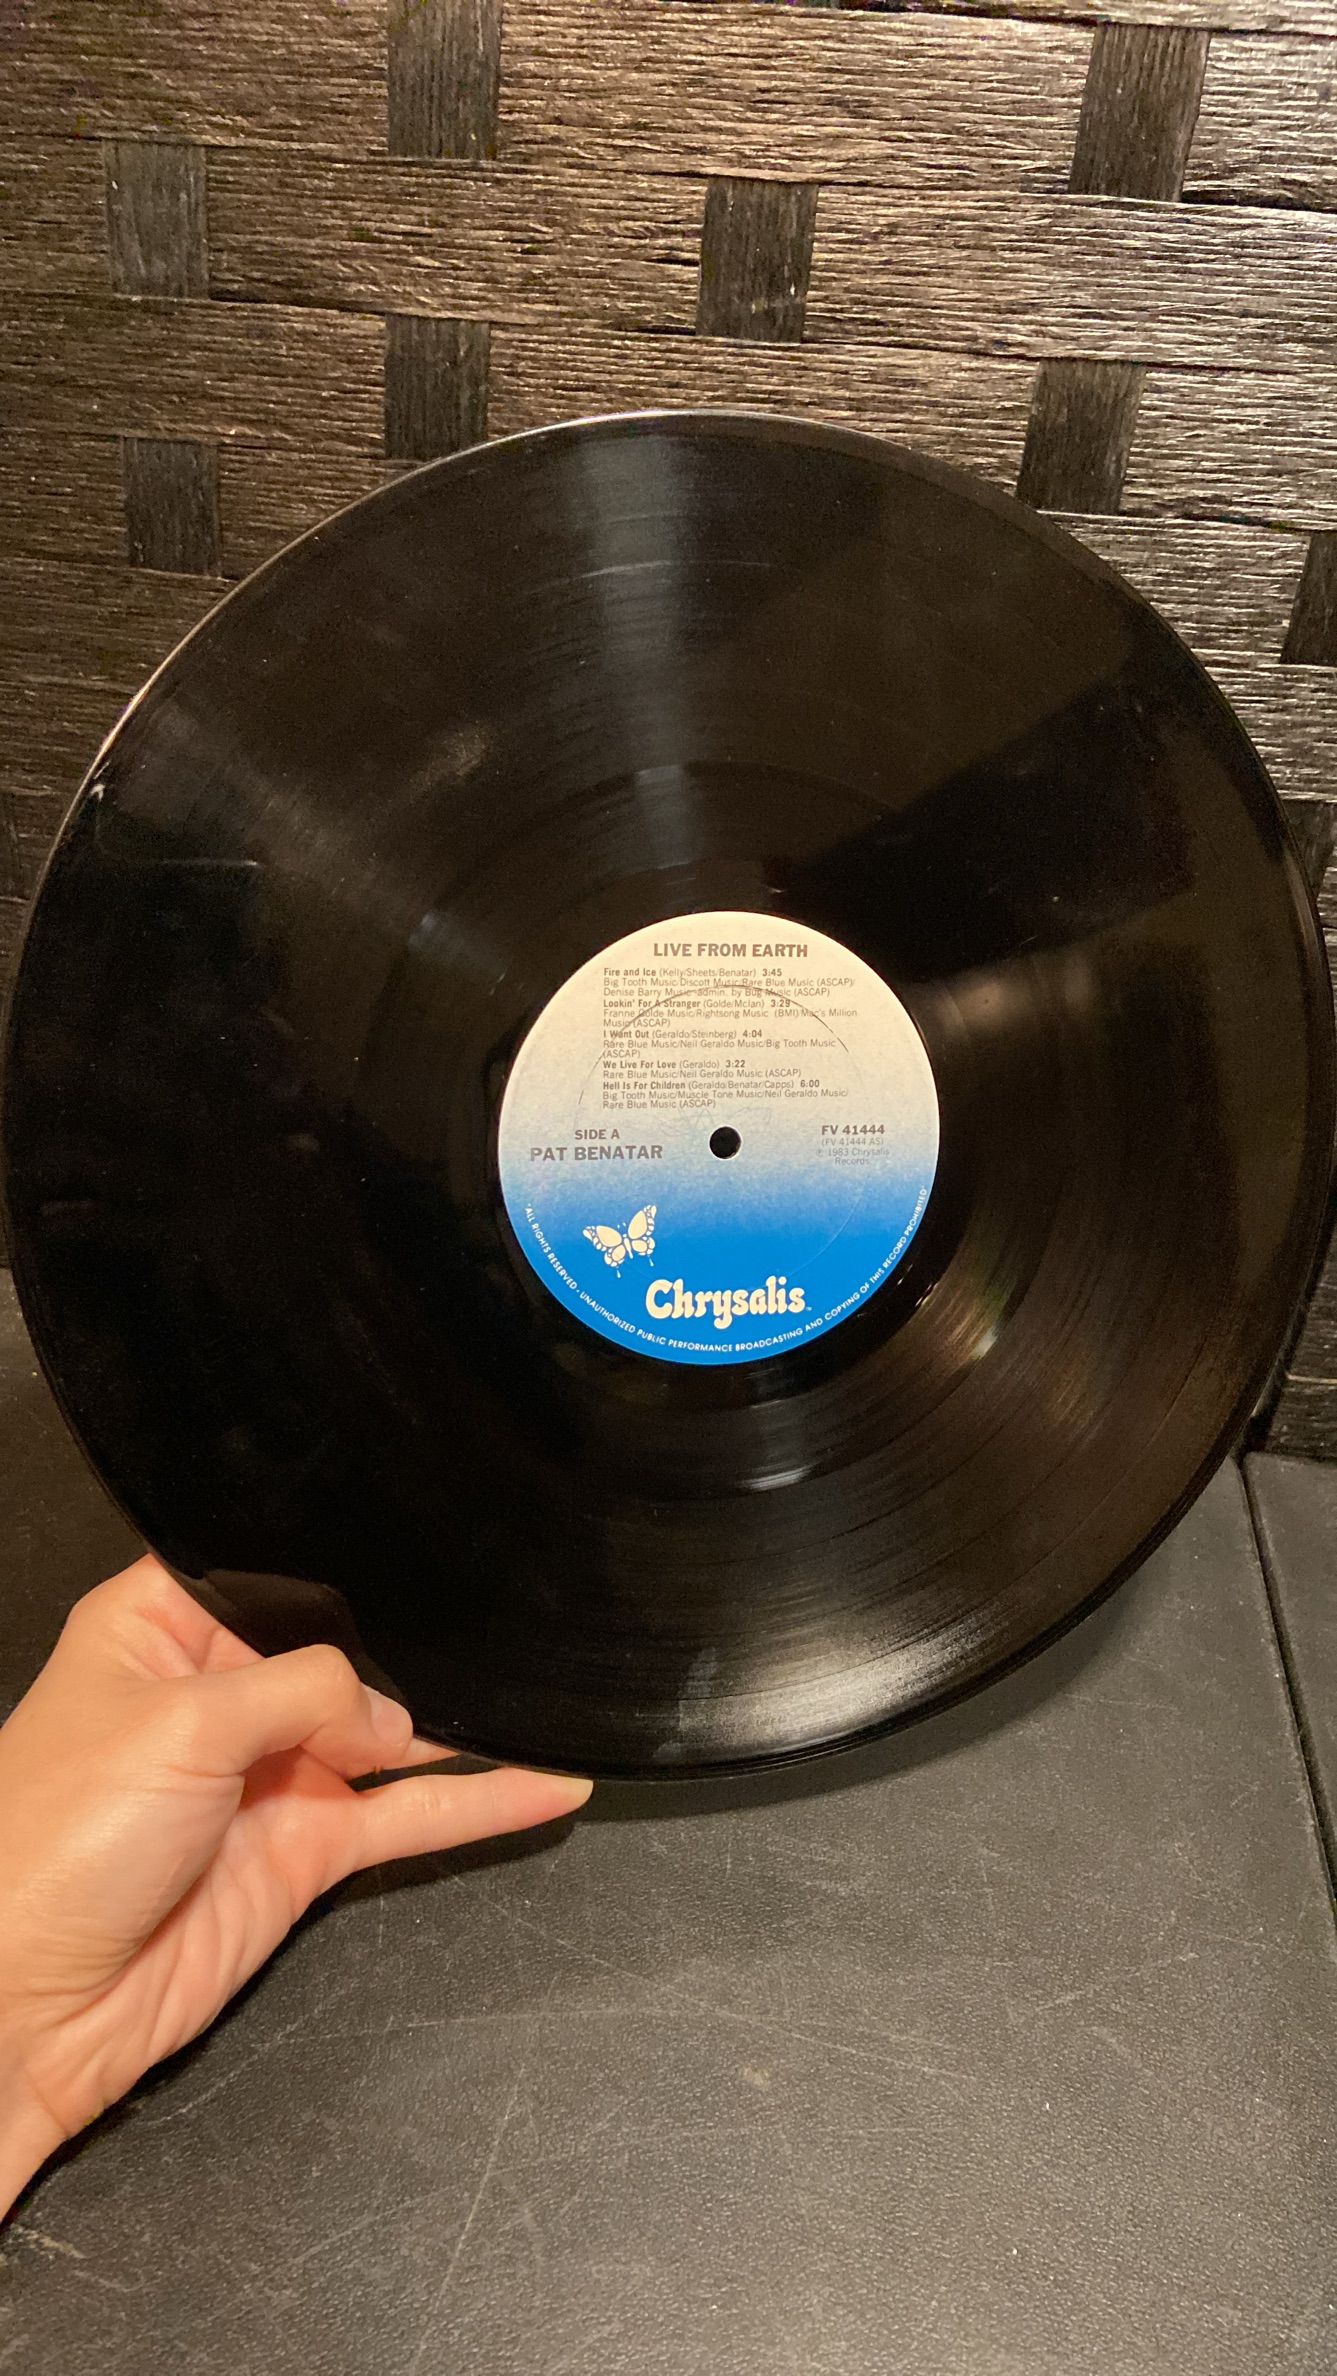 LIVE FROM EARTH
Fire and Ice (Kelly/Sheets/Benatar) 3:45
Big Tooth Music/Discott Music/Rare Blue Music (ASCAP)/
Denise Barry Music-admin. by Bug Music (ASCAP)
Lookin' For A Stranger (Golde/McIan) 3:29
Franne Golde Music/Rightsong Music (BMI)/Mac's Million
Music (ASCAP)
I Want Out (Geraldo/Steinberg) 4:04
Rare Blue Music/Neil Geraldo Music/Big Tooth Music
(ASCAP)
We Live For Love (Geraldo) 3:22
Rare Blue Music/Neil Geraldo Music (ASCAP)
Hell Is For Children (Geraldo/Benatar/Capps) 6:00
Big Tooth Music/Muscle Tone Music/Neil Geraldo Music/
Rare Blue Music (ASCAP)
SIDE A
PAT BENATAR
FV 41444
(FV 41444 AS)
℗ 1983 Chrysalis
Records
Chrysalis™
*ALL RIGHTS RESERVED - UNAUTHORIZED PUBLIC PERFORMANCE BROADCASTING AND COPYING OF THIS RECORD PROHIBITED*